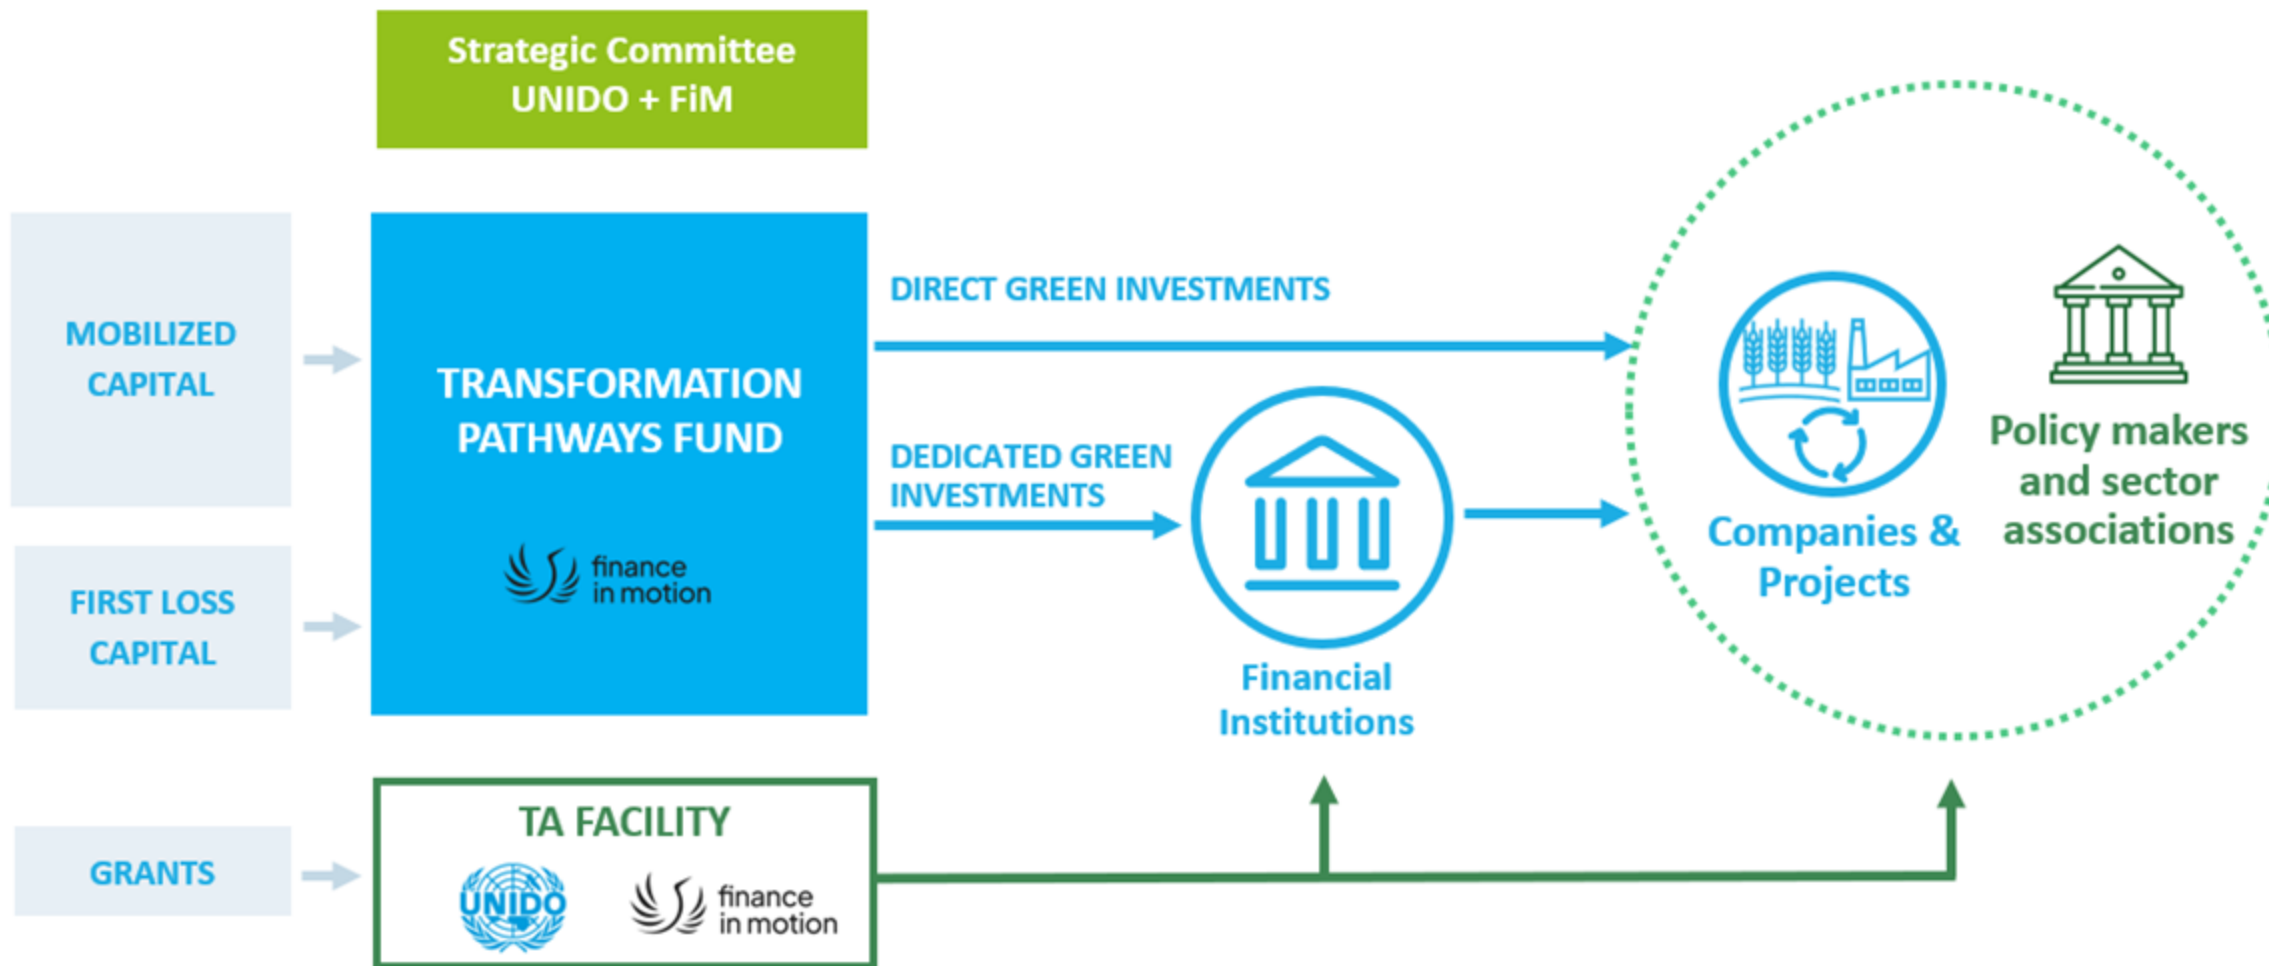 Strategic Committee
UNIDO + FiM
MOBILIZED
CAPITAL
FIRST LOSS
CAPITAL
GRANTS
TRANSFORMATION
PATHWAYS FUND
finance
in motion
TA FACILITY
UNIDO
finance
in motion
DIRECT GREEN INVESTMENTS
DEDICATED GREEN
INVESTMENTS
Financial
Institutions
Companies &
Projects
Policy makers
and sector
associations